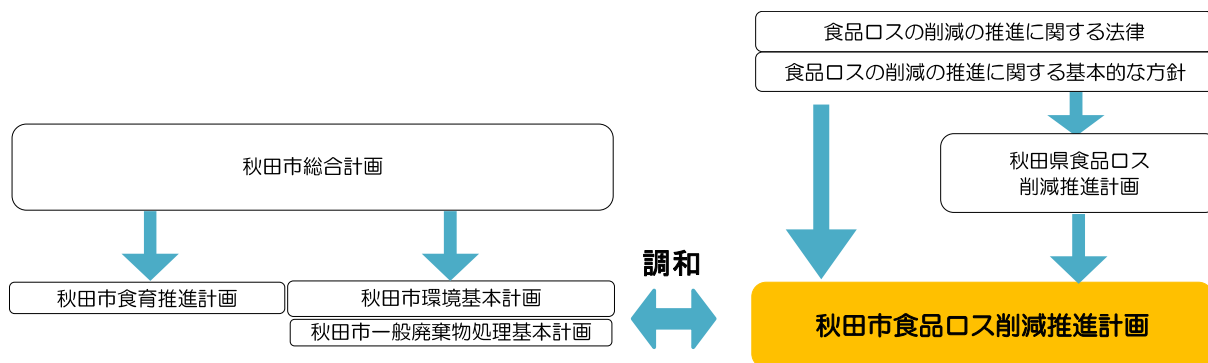 食品ロスの削減の推進に関する法律
食品ロスの削減の推進に関する基本的な方針
秋田市総合計画
秋田県食品ロス
削減推進計画
調和
秋田市食育推進計画
秋田市環境基本計画
秋田市一般廃棄物処理基本計画
秋田市食品ロス削減推進計画